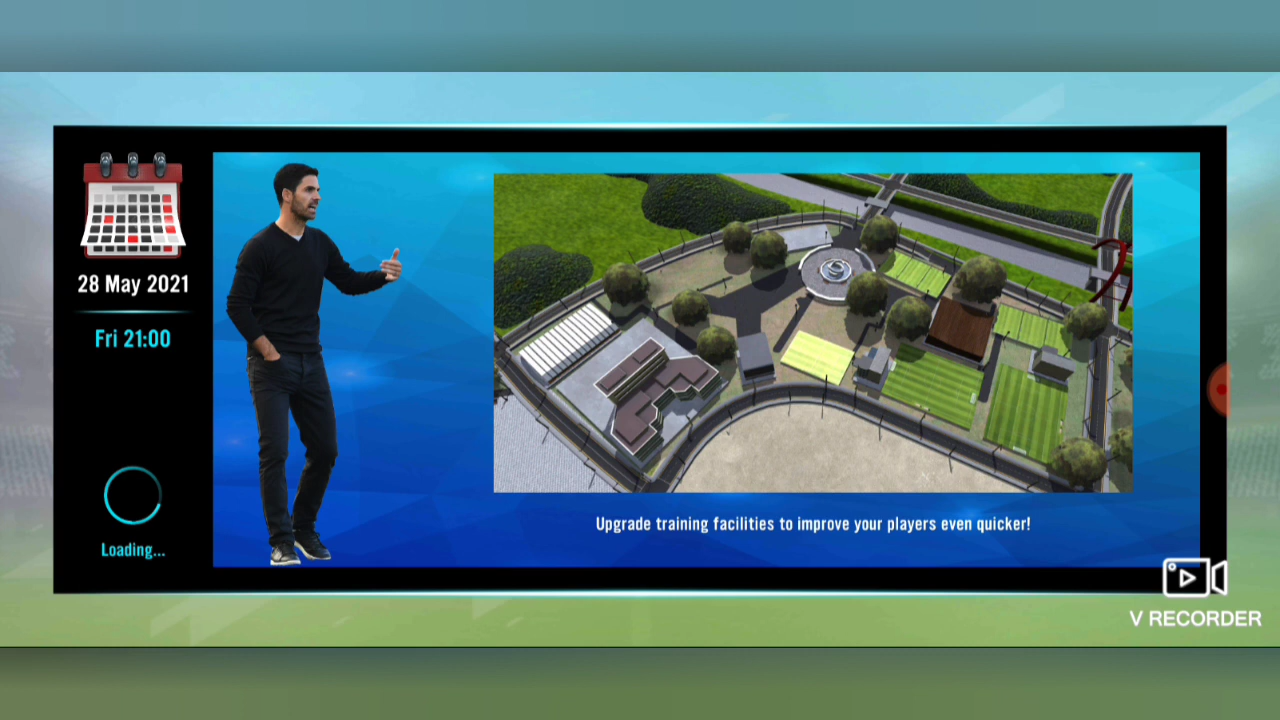 28 May 2021
Fri 21:00
Loading...
Upgrade training facilities to improve your players even quicker!
V RECORDER